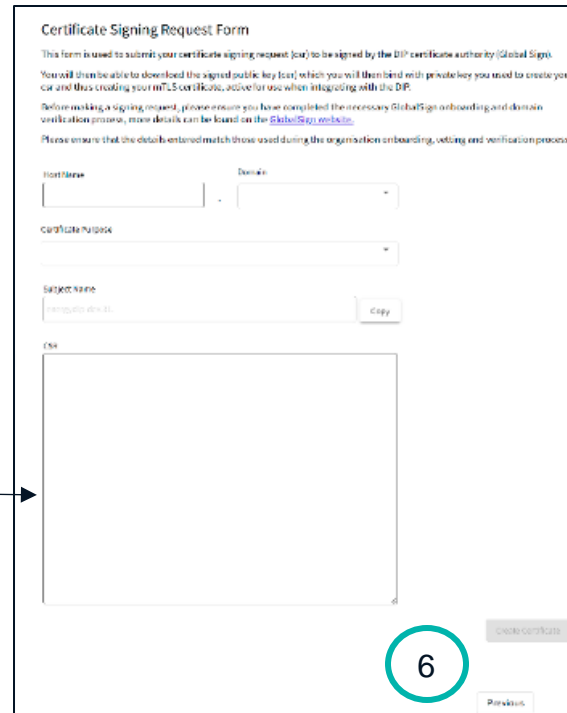 Certificate Signing Request Form
This form is used to submit your certificate signing request (csr) to be signed by the DIP certificate authority (Global Sign).
You will then be able to download the signed public key (cer) which you will then bind with private key you used to create you
csr and thus creating your mTLS certificate, active for use when integrating with the DIP.
Before making a signing request, please ensure you have completed the necessary GlobalSign onboarding and domain
verification process, more details can be found on the GlobalSign website.
Please ensure that the details entered match those used during the organisation onboarding, vetting and verification process
Host Name
Domain
.
Certificate Purpose
Subject Name
Copy
CSR
Create Certificate
6
Previous